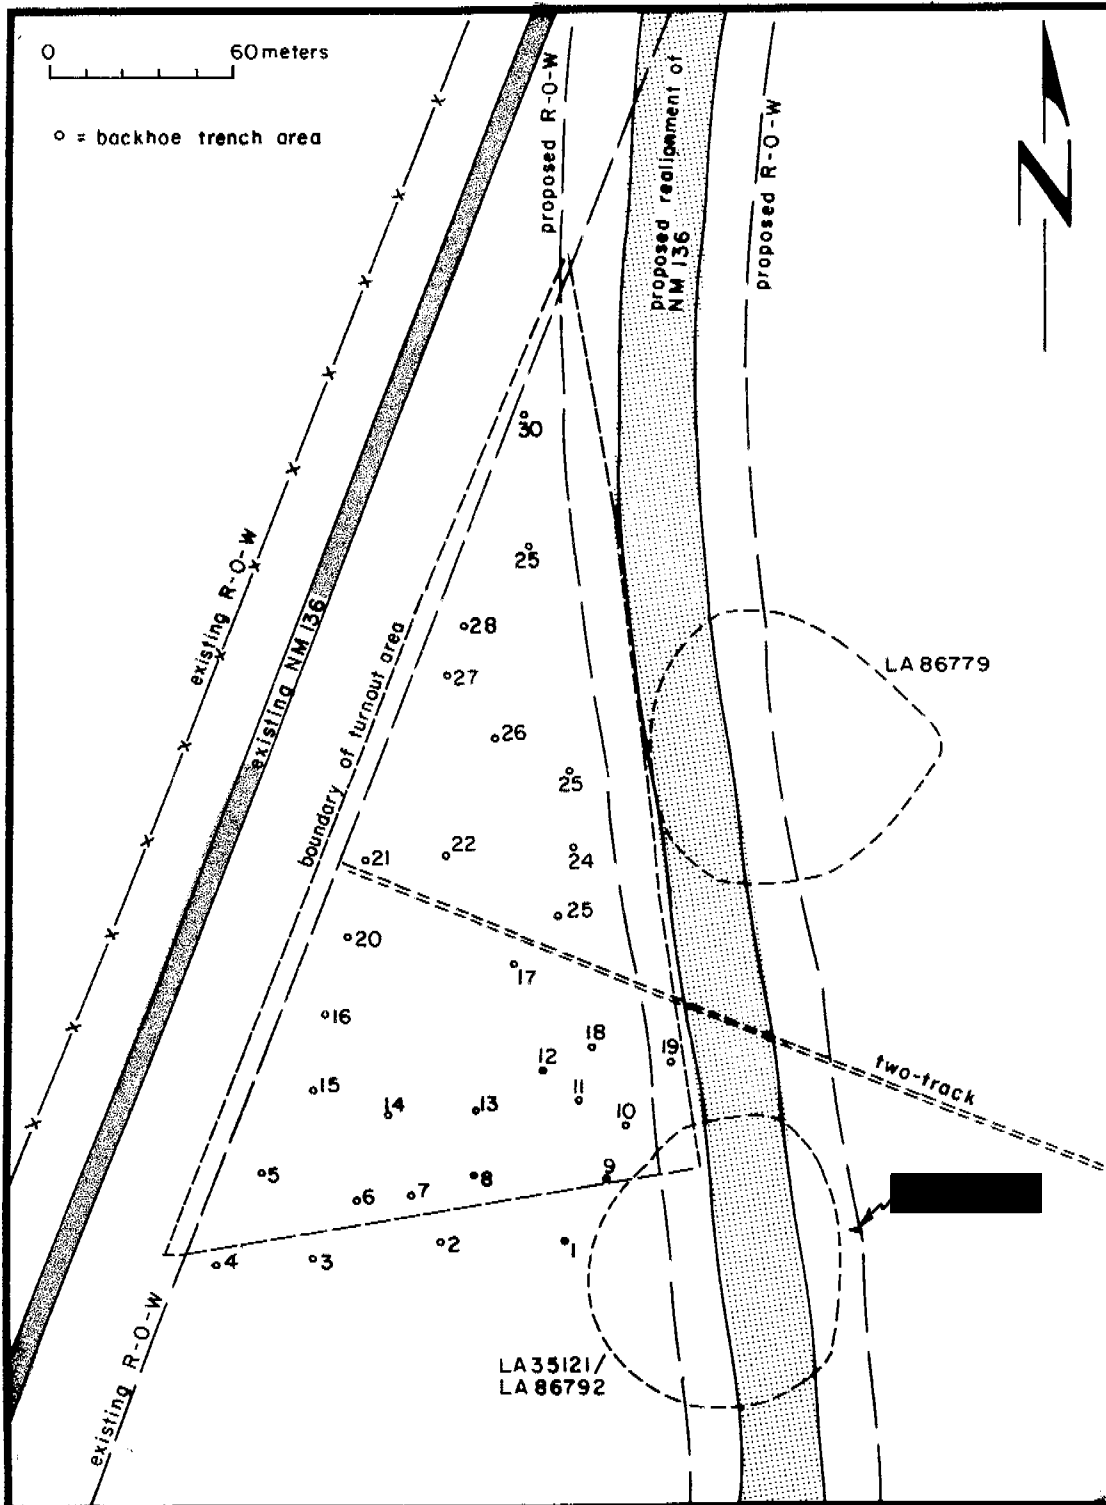 0 60 meters
o = backhoe trench area
proposed R-O-W
proposed realignment of
NM 136
proposed R-O-W
N
30
25
28
27
26
25
22
21
24
25
20
17
16
18
19
12
11
15
14
13
10
5
6
7
8
9
4
3
2
1
existing R-O-W
existing NM 136
boundary of turnout area
LA 86779
two-track
LA 35121/
LA 86792
existing R-O-W